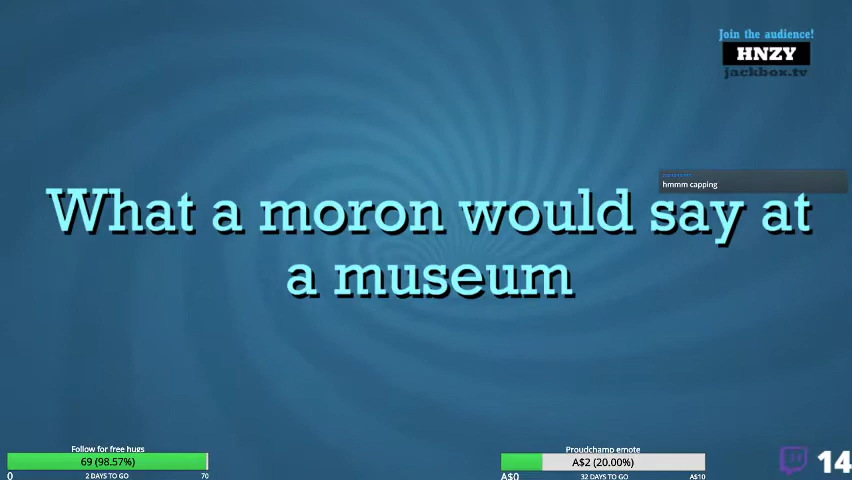 Join the audience!
HNZY
jackbox.tv
hmmm capping
What a moron would say at
a museum
Follow for free hugs
69 (98.57%)
0 2 DAYS TO GO 70
Proudchamp emote
A$2 (20.00%)
A$0 32 DAYS TO GO A$10
14